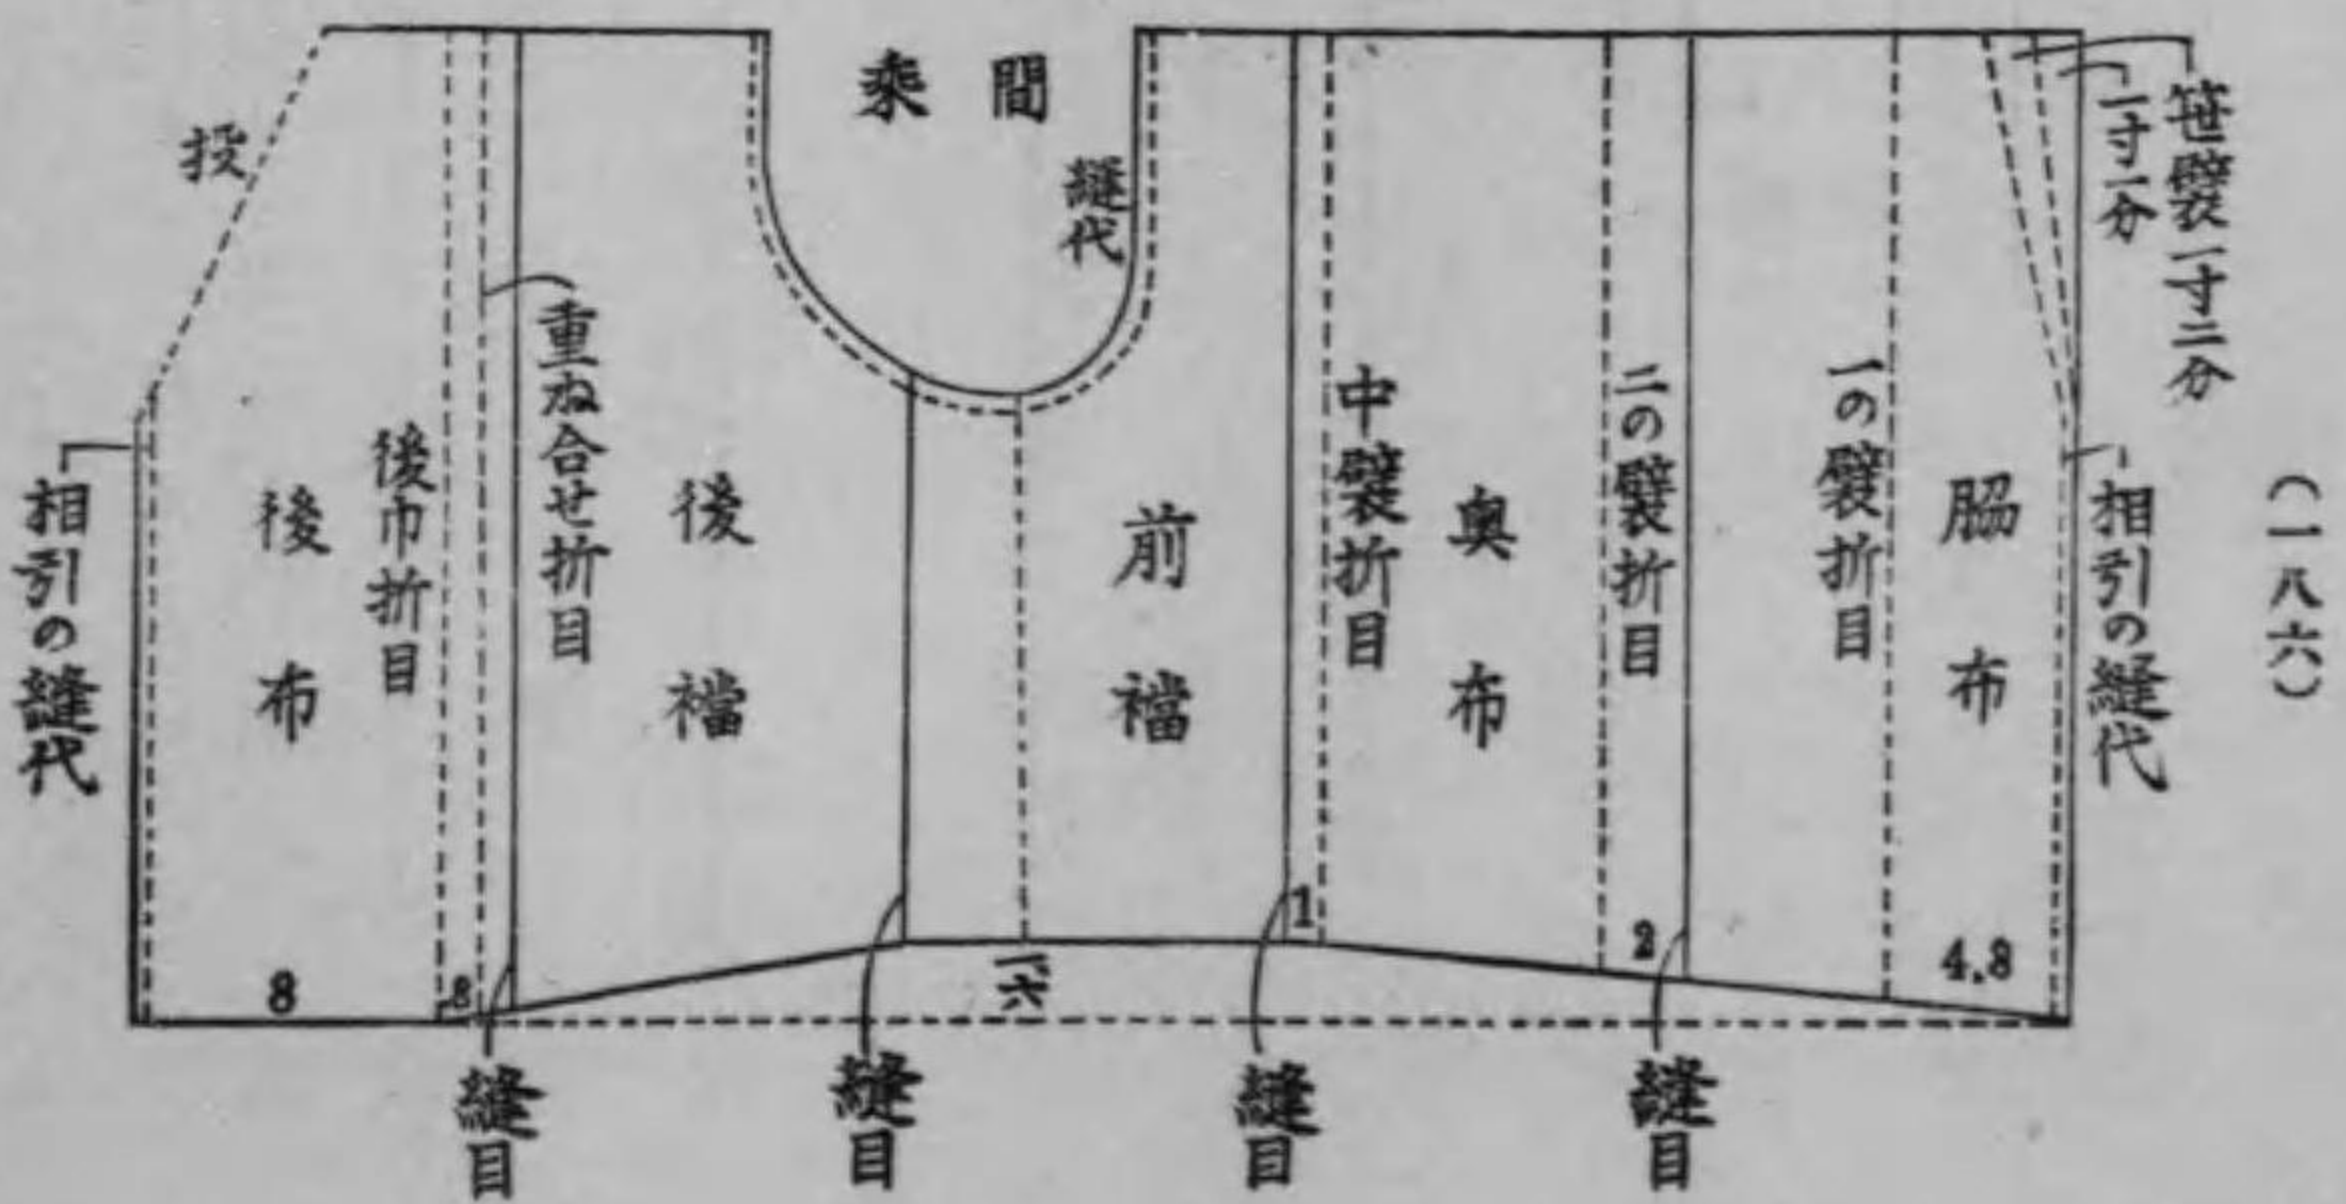 (一八六)
笹襞一寸二分
一寸一分
相引の縫代
脇布
一の襞折目
二の襞折目
奥布
中襞折目
前襠
縫代
乗間
後襠
重ね合せ折目
後巾折目
後布
投
相引の縫代
4.8
2
1
一、六
8
8
縫目
縫目
縫目
縫目